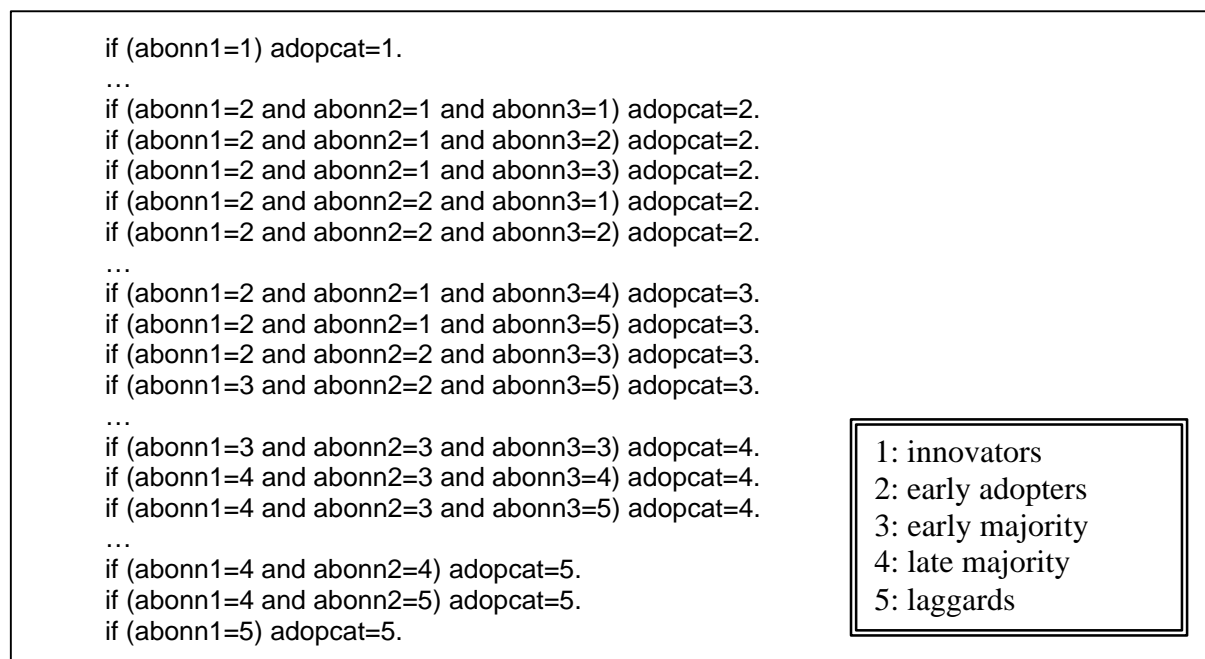 if (abonn1=1) adopcat=1.
…
if (abonn1=2 and abonn2=1 and abonn3=1) adopcat=2.
if (abonn1=2 and abonn2=1 and abonn3=2) adopcat=2.
if (abonn1=2 and abonn2=1 and abonn3=3) adopcat=2.
if (abonn1=2 and abonn2=2 and abonn3=1) adopcat=2.
if (abonn1=2 and abonn2=2 and abonn3=2) adopcat=2.
…
if (abonn1=2 and abonn2=1 and abonn3=4) adopcat=3.
if (abonn1=2 and abonn2=1 and abonn3=5) adopcat=3.
if (abonn1=2 and abonn2=2 and abonn3=3) adopcat=3.
if (abonn1=3 and abonn2=2 and abonn3=5) adopcat=3.
…
if (abonn1=3 and abonn2=3 and abonn3=3) adopcat=4.
if (abonn1=4 and abonn2=3 and abonn3=4) adopcat=4.
if (abonn1=4 and abonn2=3 and abonn3=5) adopcat=4.
…
if (abonn1=4 and abonn2=4) adopcat=5.
if (abonn1=4 and abonn2=5) adopcat=5.
if (abonn1=5) adopcat=5.
1: innovators
2: early adopters
3: early majority
4: late majority
5: laggards